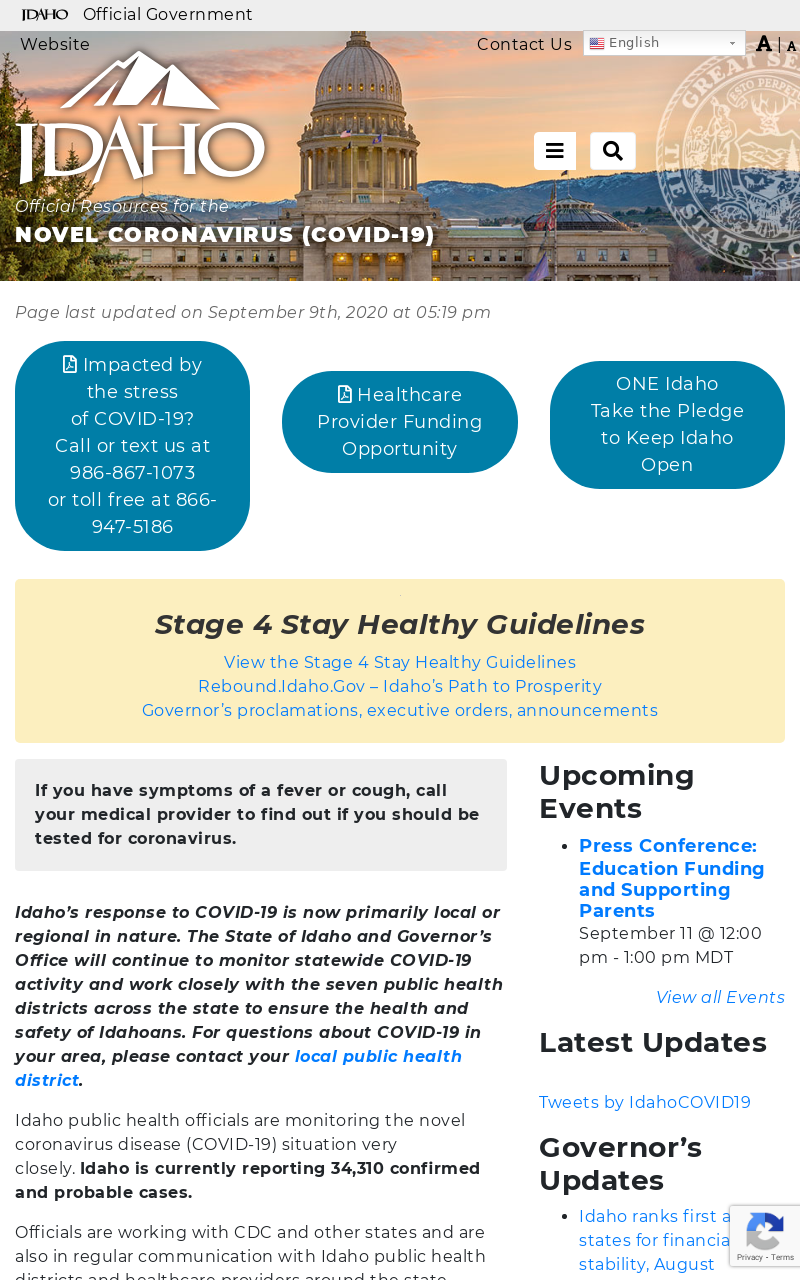 IDAHO Official Government
Website
Contact Us
English
A | A
IDAHO
Official Resources for the
NOVEL CORONAVIRUS (COVID-19)
GREAT SEAL
ESTO PERPETUA
THE STATE
Page last updated on September 9th, 2020 at 05:19 pm
Impacted by
the stress
of COVID-19?
Call or text us at
986-867-1073
or toll free at 866-
947-5186
Healthcare
Provider Funding
Opportunity
ONE Idaho
Take the Pledge
to Keep Idaho
Open
Stage 4 Stay Healthy Guidelines
View the Stage 4 Stay Healthy Guidelines
Rebound.Idaho.Gov – Idaho’s Path to Prosperity
Governor’s proclamations, executive orders, announcements
If you have symptoms of a fever or cough, call
your medical provider to find out if you should be
tested for coronavirus.
Idaho’s response to COVID-19 is now primarily local or
regional in nature. The State of Idaho and Governor’s
Office will continue to monitor statewide COVID-19
activity and work closely with the seven public health
districts across the state to ensure the health and
safety of Idahoans. For questions about COVID-19 in
your area, please contact your local public health
district.
Idaho public health officials are monitoring the novel
coronavirus disease (COVID-19) situation very
closely. Idaho is currently reporting 34,310 confirmed
and probable cases.
Officials are working with CDC and other states and are
also in regular communication with Idaho public health
districts and healthcare providers around the state
Upcoming
Events
Press Conference:
Education Funding
and Supporting
Parents
September 11 @ 12:00
pm - 1:00 pm MDT
View all Events
Latest Updates
Tweets by IdahoCOVID19
Governor’s
Updates
Idaho ranks first
states for financia
stability, August
Privacy - Terms